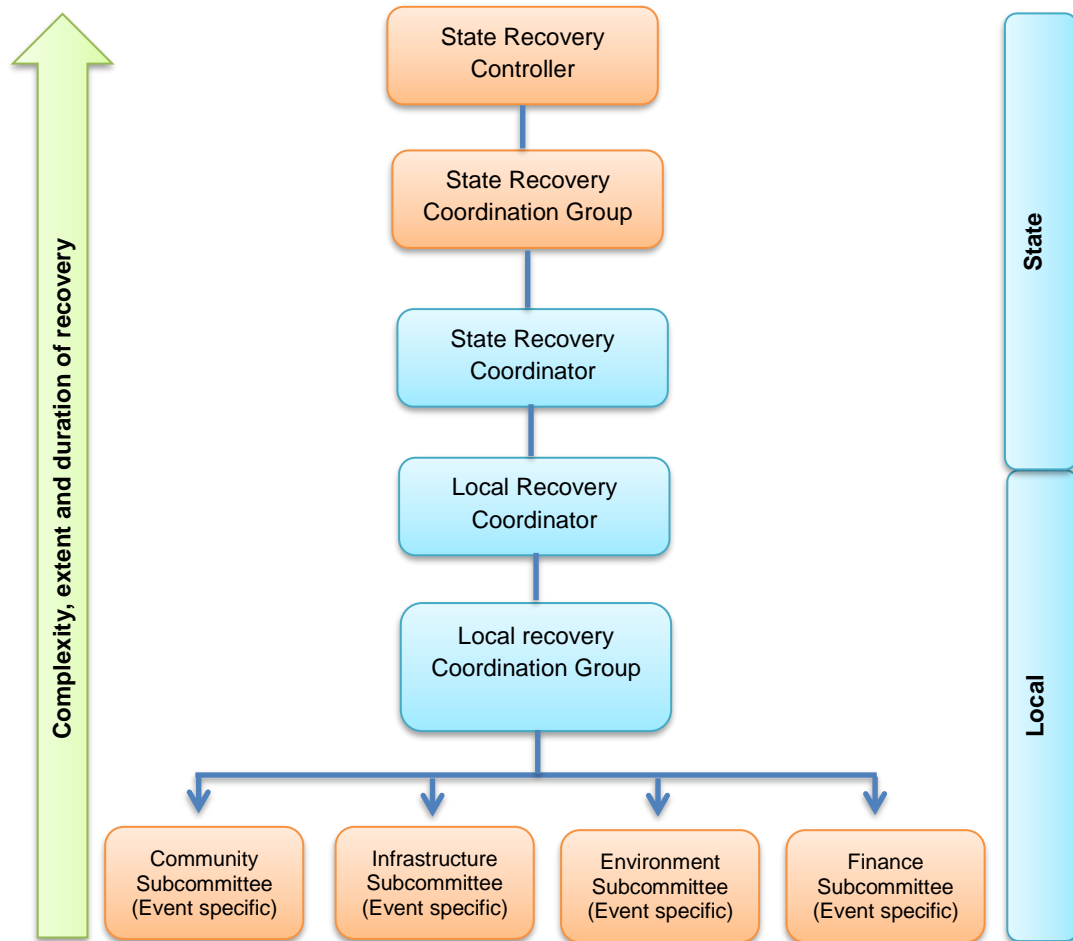 State Recovery
Controller
State Recovery
Coordination Group
State Recovery
Coordinator
Local Recovery
Coordinator
Local recovery
Coordination Group
Community
Subcommittee
(Event specific)
Infrastructure
Subcommittee
(Event specific)
Environment
Subcommittee
(Event specific)
Finance
Subcommittee
(Event specific)
Complexity, extent and duration of recovery
State
Local